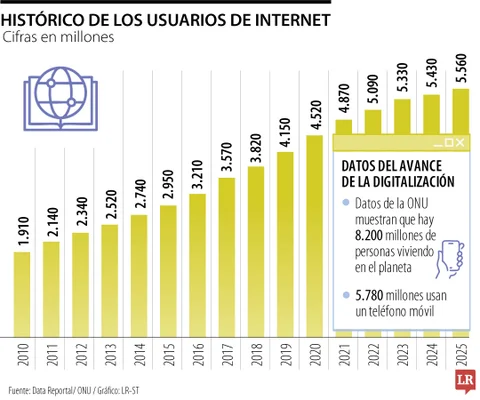 HISTÓRICO DE LOS USUARIOS DE INTERNET
Cifras en millones
1.910
2.140
2.340
2.520
2.740
2.950
3.210
3.570
3.820
4.150
4.520
4.870
5.090
5.330
5.430
5.560
DATOS DEL AVANCE
DE LA DIGITALIZACIÓN
Datos de la ONU
muestran que hay
8.200 millones de
personas viviendo
en el planeta
5.780 millones usan
un teléfono móvil
2010
2011
2012
2013
2014
2015
2016
2017
2018
2019
2020
2021
2022
2023
2024
2025
Fuente: Data Reportal/ ONU / Gráfico: LR-ST
LR